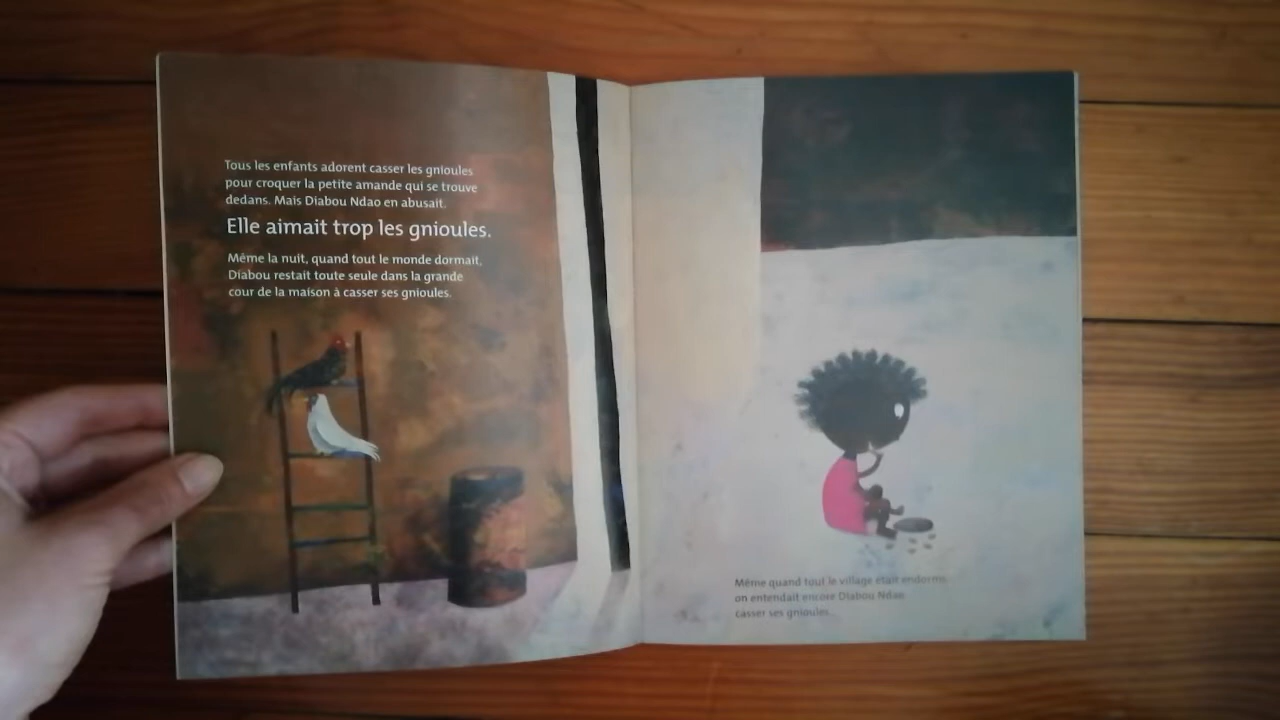 Tous les enfants adorent casser les gnioules
pour croquer la petite amande qui se trouve
dedans. Mais Diabou Ndao en abusait.
Elle aimait trop les gnioules.
Même la nuit, quand tout le monde dormait,
Diabou restait toute seule dans la grande
cour de la maison à casser ses gnioules.
Même quand tout le village était endormi,
on entendait encore Diabou Ndao
casser ses gnioules...